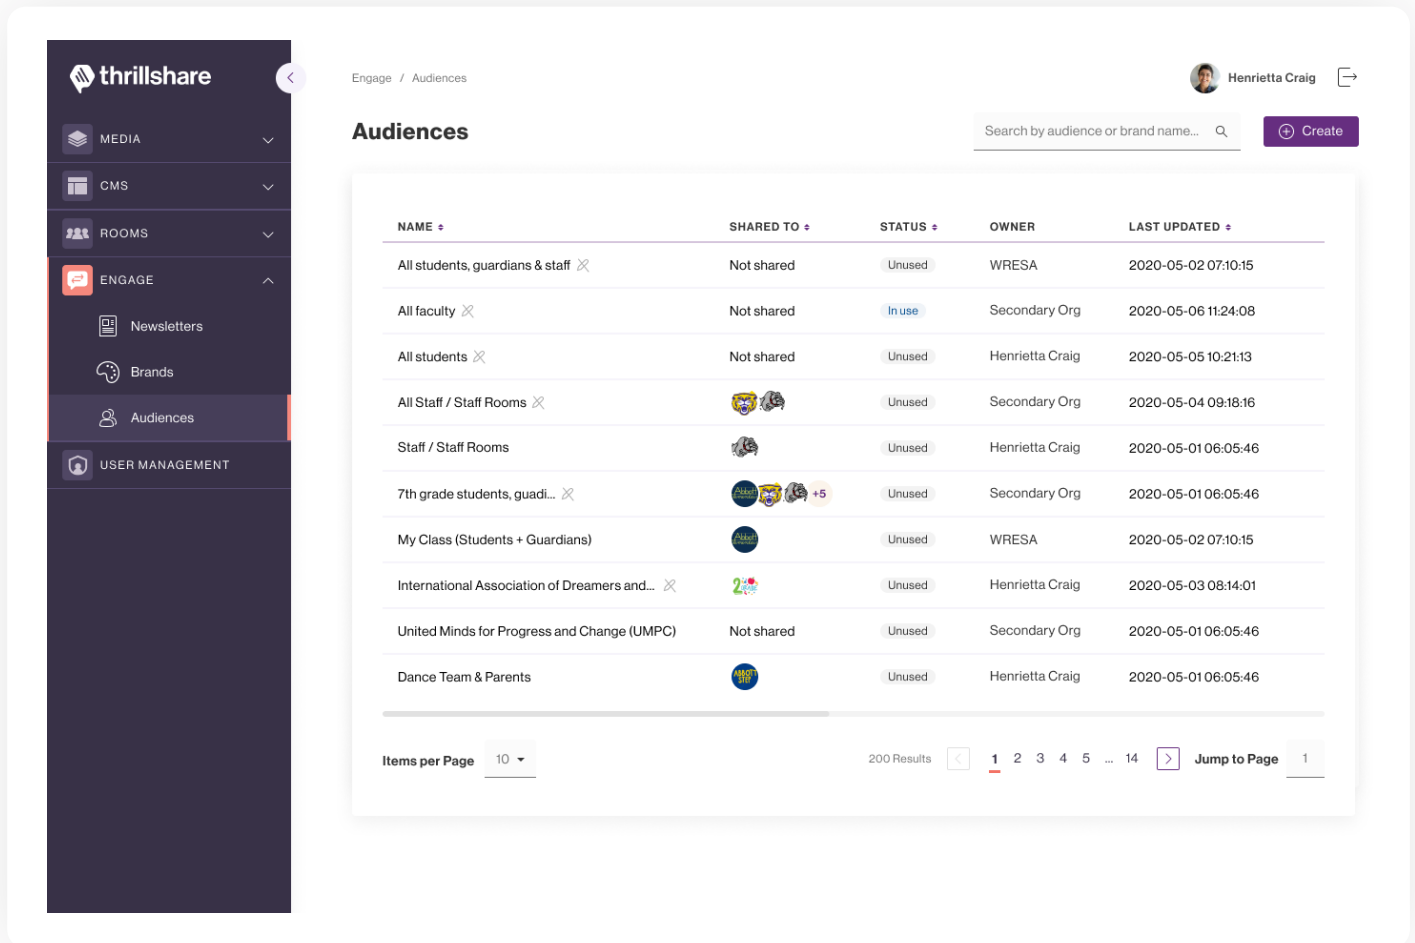 thrillshare
Engage / Audiences
Henrietta Craig
MEDIA
CMS
ROOMS
ENGAGE
Newsletters
Brands
Audiences
USER MANAGEMENT
Audiences
Search by audience or brand name...
Create
NAME SHARED TO STATUS OWNER LAST UPDATED
All students, guardians & staff Not shared Unused WRESA 2020-05-02 07:10:15
All faculty Not shared In use Secondary Org 2020-05-06 11:24:08
All students Not shared Unused Henrietta Craig 2020-05-05 10:21:13
All Staff / Staff Rooms Unused Secondary Org 2020-05-04 09:18:16
Staff / Staff Rooms Unused Henrietta Craig 2020-05-01 06:05:46
7th grade students, guadi... Abbott +5 Unused Secondary Org 2020-05-01 06:05:46
My Class (Students + Guardians) Abbott Unused WRESA 2020-05-02 07:10:15
International Association of Dreamers and... Unused Henrietta Craig 2020-05-03 08:14:01
United Minds for Progress and Change (UMPC) Not shared Unused Secondary Org 2020-05-01 06:05:46
Dance Team & Parents ABBOTT STEP Unused Henrietta Craig 2020-05-01 06:05:46
Items per Page 10 200 Results 1 2 3 4 5 ... 14 Jump to Page 1